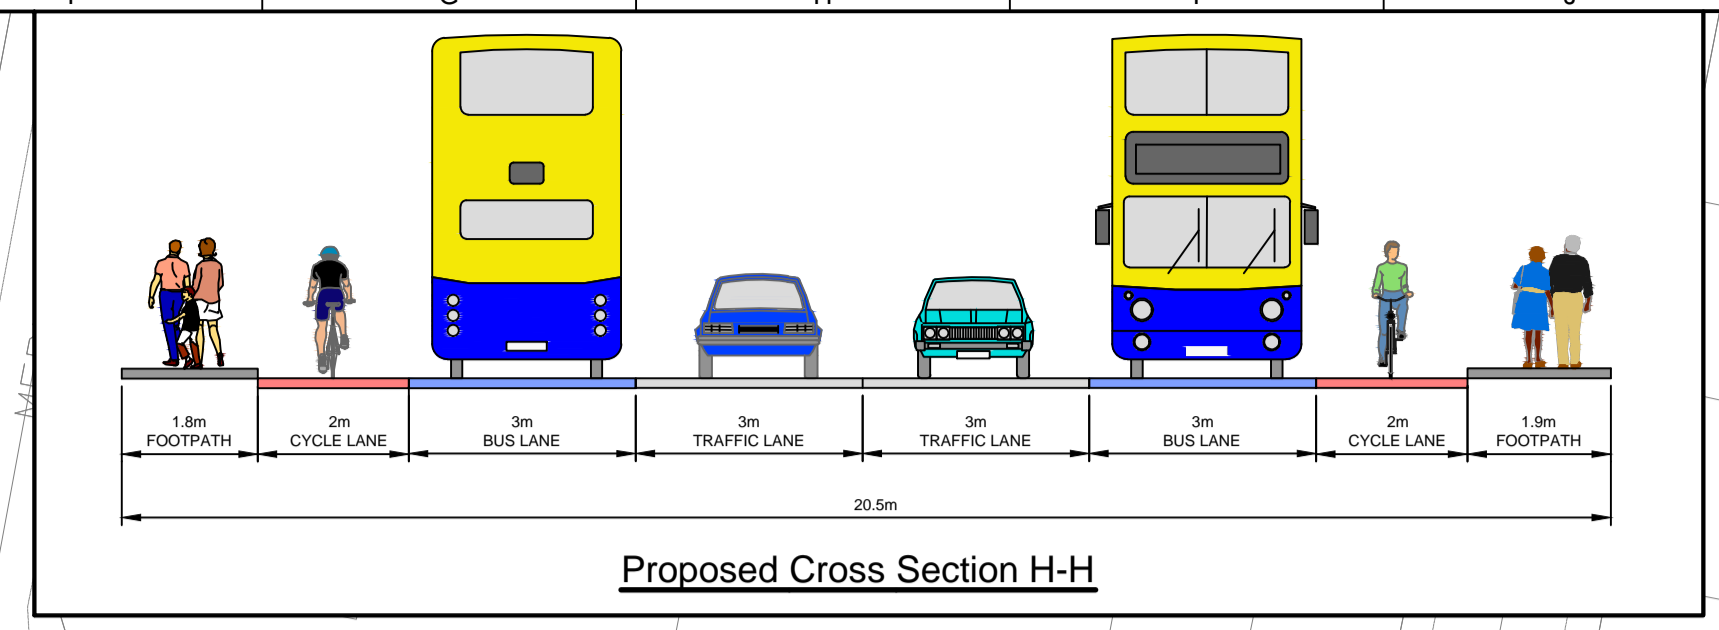 1.8m
FOOTPATH
2m
CYCLE LANE
3m
BUS LANE
3m
TRAFFIC LANE
3m
TRAFFIC LANE
3m
BUS LANE
2m
CYCLE LANE
1.9m
FOOTPATH
20.5m
Proposed Cross Section H-H